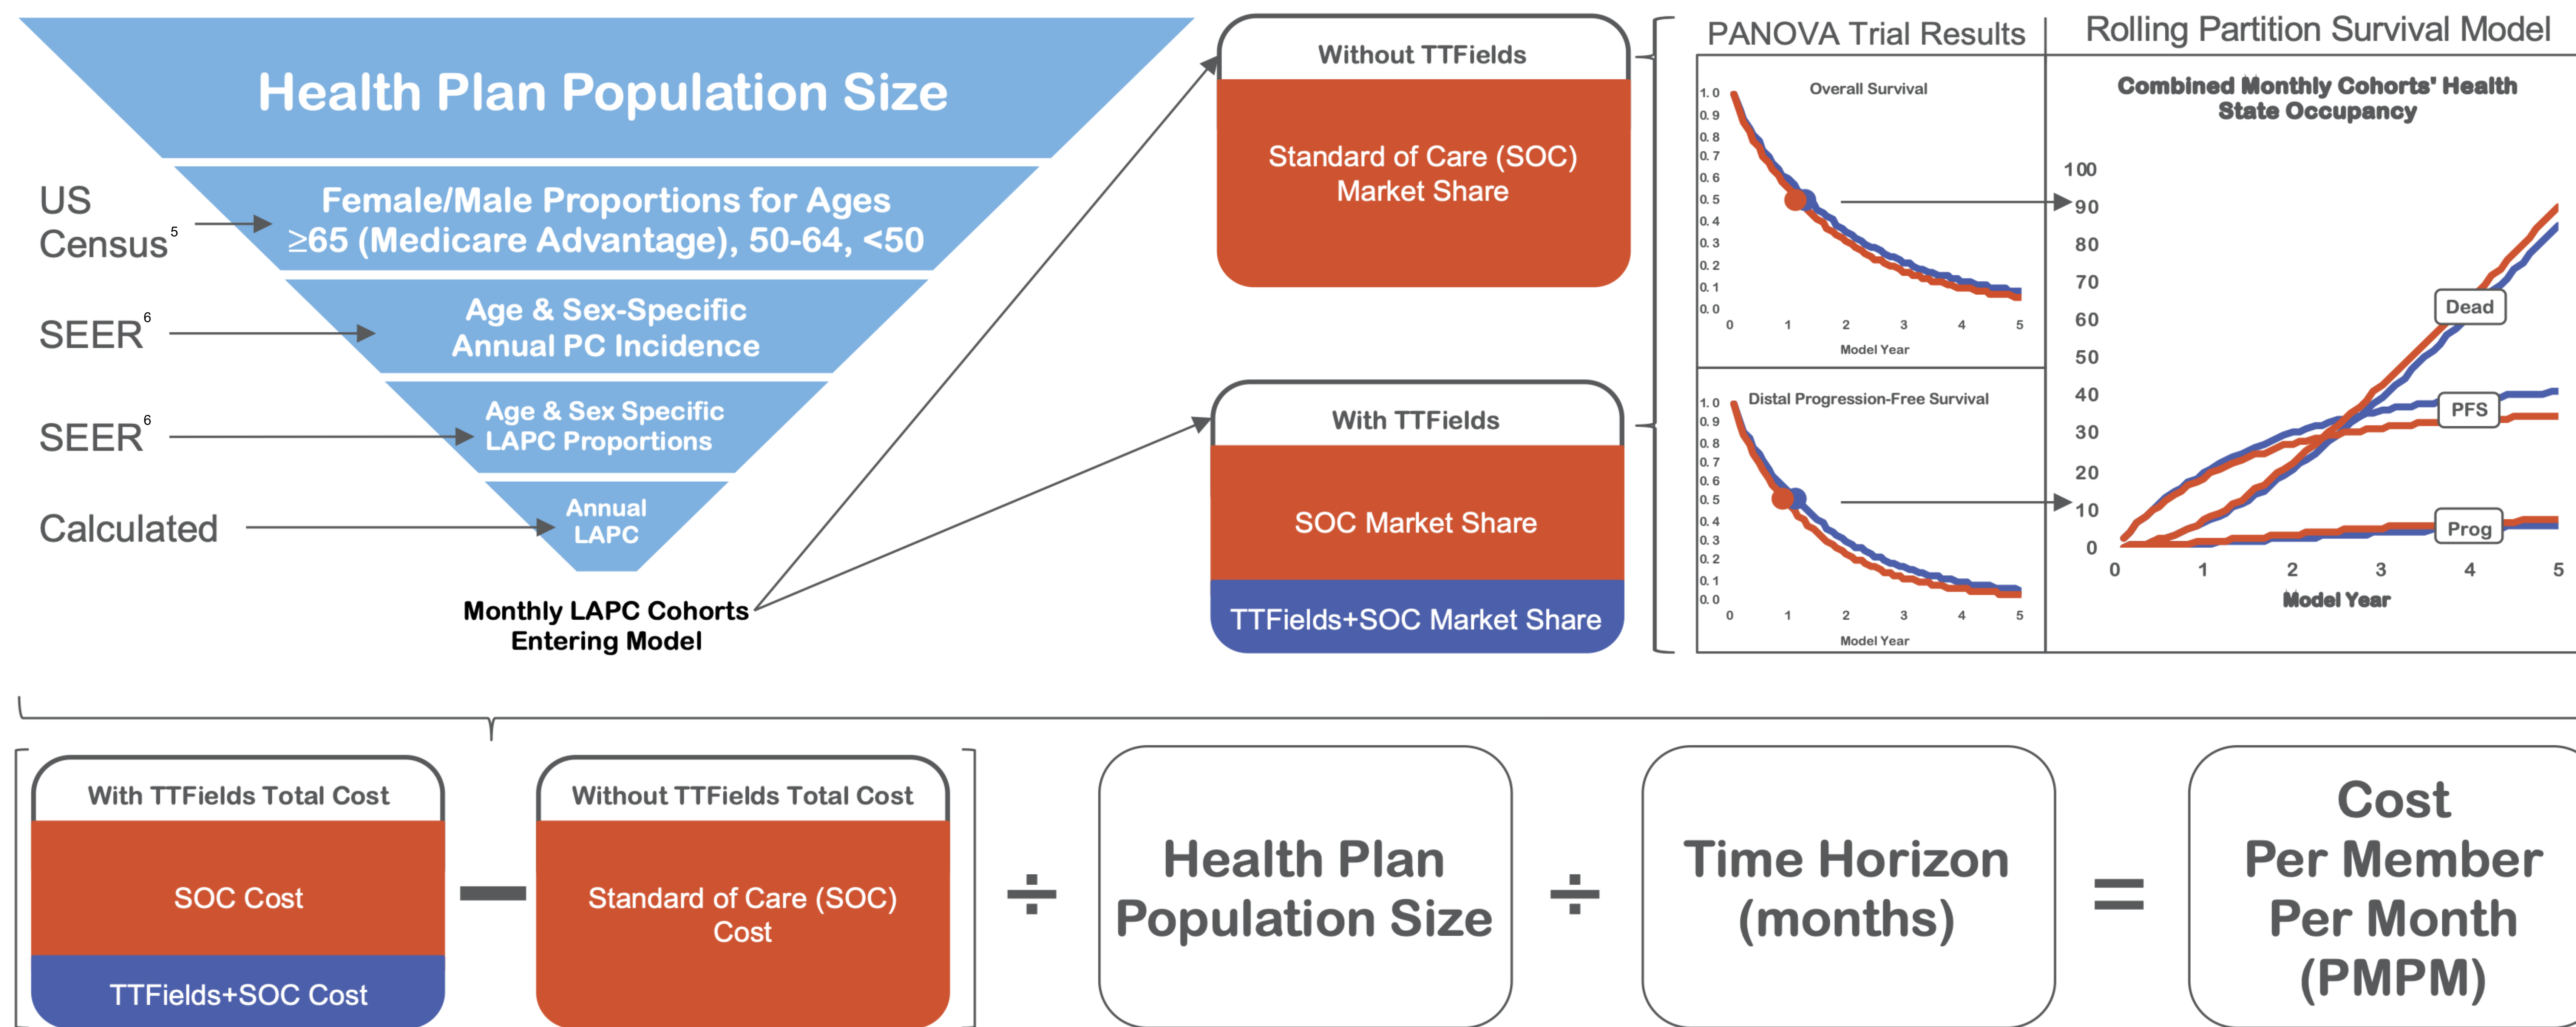 Health Plan Population Size
US
Census5
Female/Male Proportions for Ages
≥65 (Medicare Advantage), 50-64, <50
SEER6
Age & Sex-Specific
Annual PC Incidence
SEER6
Age & Sex Specific
LAPC Proportions
Calculated
Annual
LAPC
Monthly LAPC Cohorts
Entering Model
Without TTFields
Standard of Care (SOC)
Market Share
With TTFields
SOC Market Share
TTFields+SOC Market Share
PANOVA Trial Results
Overall Survival
1.0
0.9
0.8
0.7
0.6
0.5
0.4
0.3
0.2
0.1
0.0
0 1 2 3 4 5
Model Year
Distal Progression-Free Survival
1.0
0.9
0.8
0.7
0.6
0.5
0.4
0.3
0.2
0.1
0.0
0 1 2 3 4 5
Model Year
Rolling Partition Survival Model
Combined Monthly Cohorts' Health
State Occupancy
100
90
80
70
60
50
40
30
20
10
0
Dead
PFS
Prog
0 1 2 3 4 5
Model Year
With TTFields Total Cost
SOC Cost
TTFields+SOC Cost
—
Without TTFields Total Cost
Standard of Care (SOC)
Cost
÷
Health Plan
Population Size
÷
Time Horizon
(months)
=
Cost
Per Member
Per Month
(PMPM)